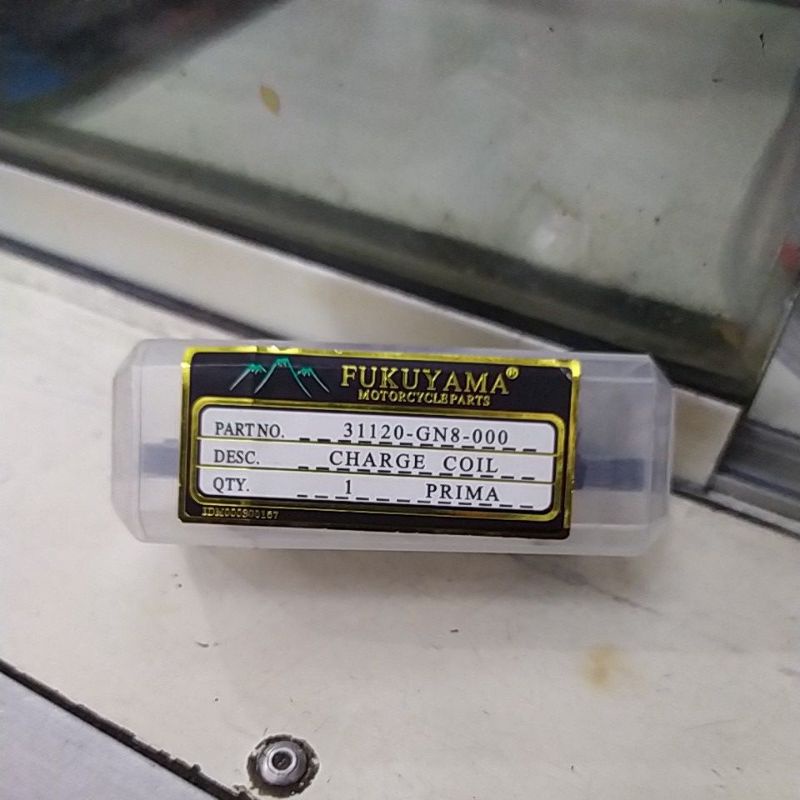 FUKUYAMA®
MOTORCYCLE PARTS
PART NO. 31120-GN8-000
DESC. CHARGE COIL
QTY. 1 PRIMA